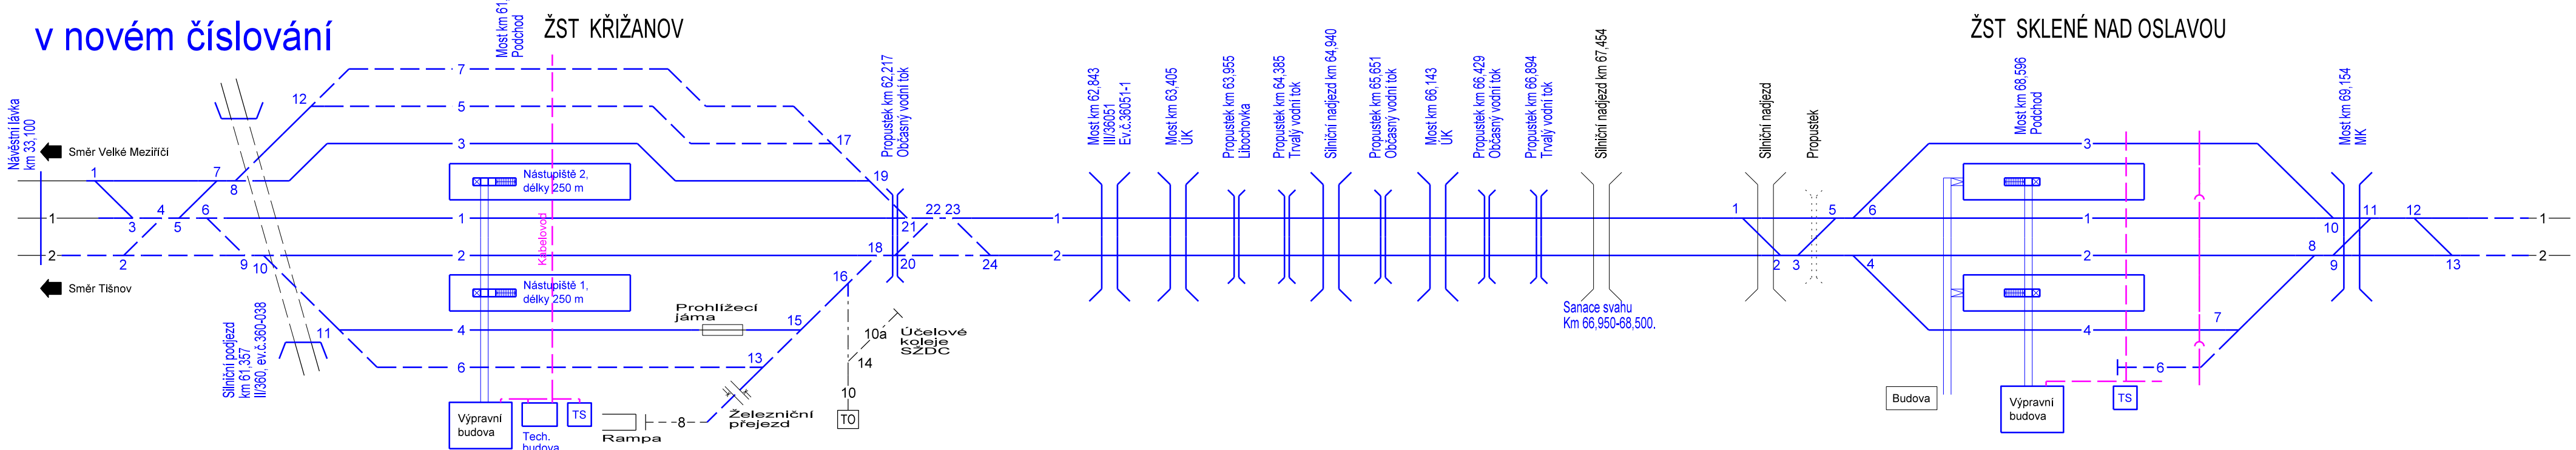 v novém číslování
ŽST KŘIŽANOV
ŽST SKLENÉ NAD OSLAVOU
Návěstní lávka
km 33,100
Směr Velké Meziříčí
Směr Tišnov
1
2
1
3
2
4
5
7
8
6
9
10
12
11
Silniční podjezd
km 61,357
II/360, ev.č.360-038
Most km 61,
Podchod
7
5
3
1
2
4
6
Nástupiště 2,
délky 250 m
Kabelovod
Nástupiště 1,
délky 250 m
Výpravní
budova
Tech.
budova
TS
Rampa
8
Železniční
přejezd
Prohlížecí
jáma
13
15
16
17
19
18
21
20
22
23
24
14
10a
10
TO
Účelové
koleje
SŽDC
Propustek km 62,217
Občasný vodní tok
1
2
Most km 62,843
III/36051
Ev.č.36051-1
Most km 63,405
ÚK
Propustek km 63,955
Libochovka
Propustek km 64,385
Trvalý vodní tok
Silniční nadjezd km 64,940
Propustek km 65,651
Občasný vodní tok
Most km 66,143
ÚK
Propustek km 66,429
Občasný vodní tok
Propustek km 66,894
Trvalý vodní tok
Silniční nadjezd km 67,454
Sanace svahu
Km 66,950-68,500.
Silniční nadjezd
Propustek
1
2
3
5
6
4
Most km 68,596
Podchod
3
1
2
4
6
Budova
Výpravní
budova
TS
7
8
9
10
11
12
13
Most km 69,154
MK
1
2